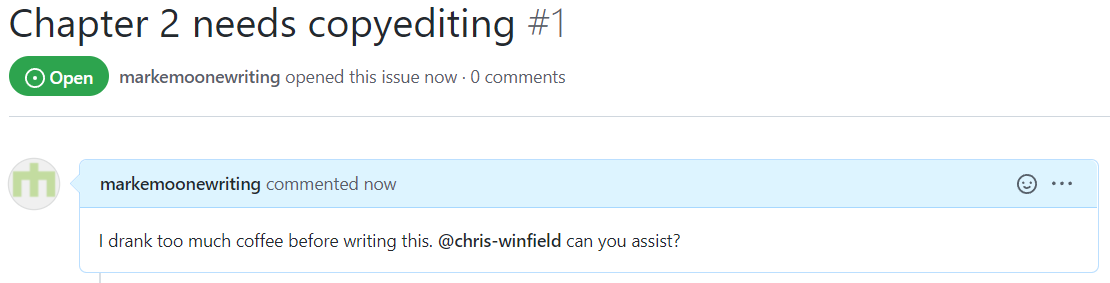 Chapter 2 needs copyediting #1
Open markemoonewriting opened this issue now · 0 comments
markemoonewriting commented now
I drank too much coffee before writing this. @chris-winfield can you assist?